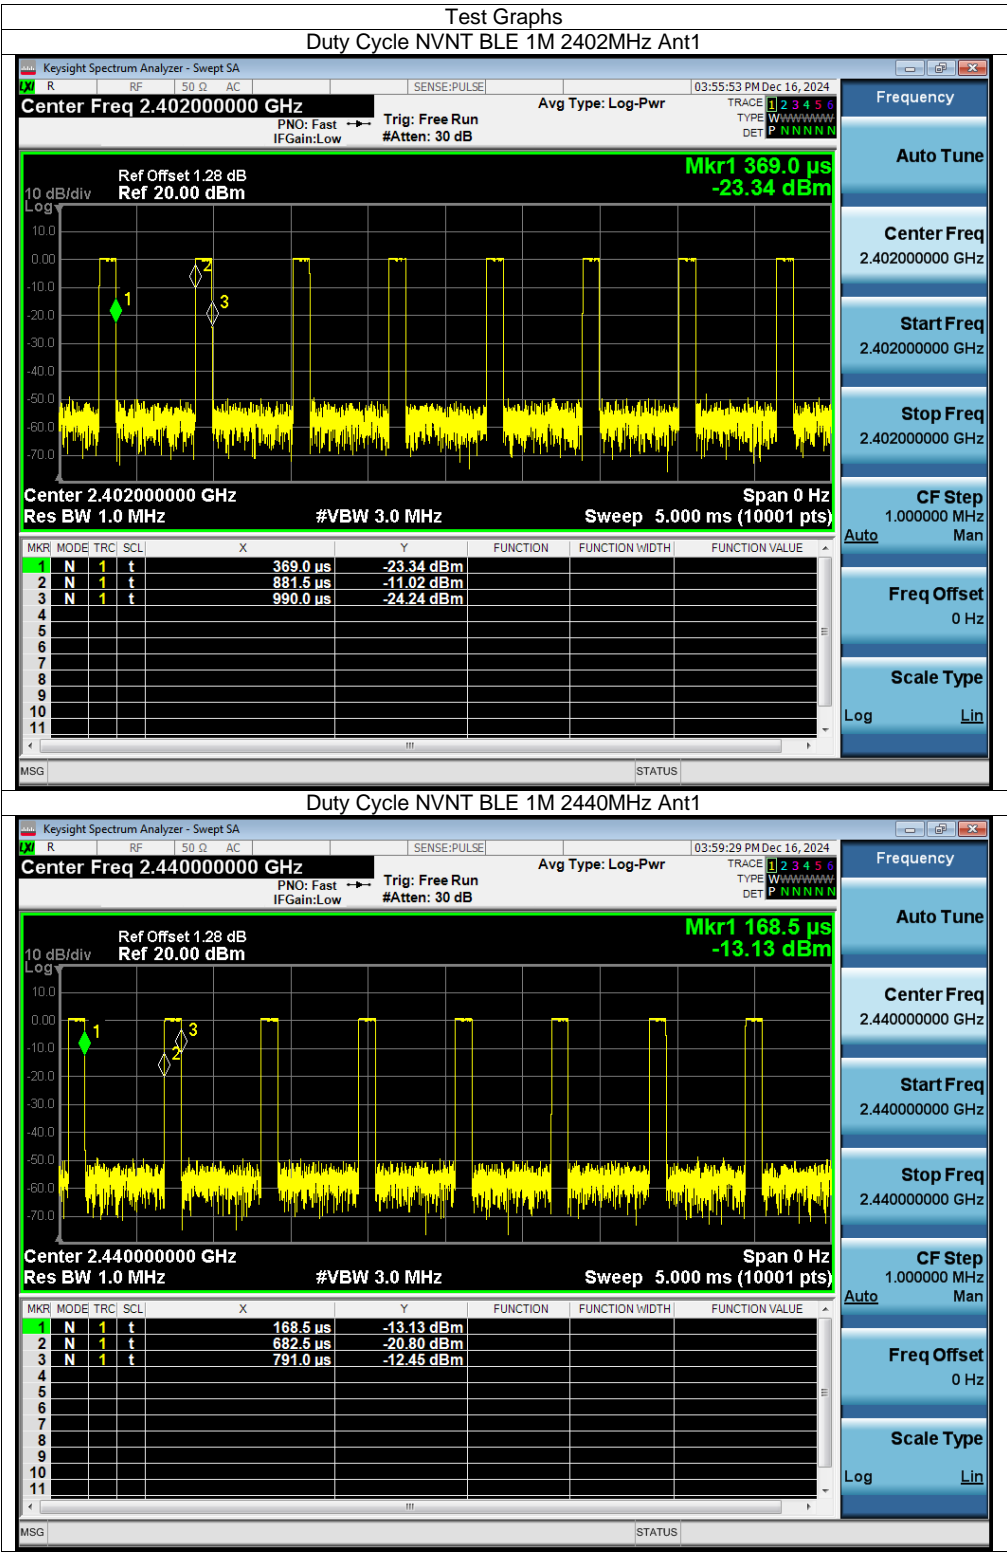 Test Graphs
Duty Cycle NVNT BLE 1M 2402MHz Ant1
Keysight Spectrum Analyzer - Swept SA
LXI R RF 50 Ω AC SENSE:PULSE 03:55:53 PM Dec 16, 2024
Center Freq 2.402000000 GHz
PNO: Fast
IFGain:Low
Trig: Free Run
#Atten: 30 dB
Avg Type: Log-Pwr
TRACE 1 2 3 4 5 6
TYPE WWWWWWW
DET P N N N N N
Frequency
Mkr1 369.0 µs
-23.34 dBm
Ref Offset 1.28 dB
10 dB/div Ref 20.00 dBm
Log
10.0
0.00
-10.0
-20.0
-30.0
-40.0
-50.0
-60.0
-70.0
1
2
3
Center 2.402000000 GHz Span 0 Hz
Res BW 1.0 MHz #VBW 3.0 MHz Sweep 5.000 ms (10001 pts)
MKR MODE TRC SCL X Y FUNCTION FUNCTION WIDTH FUNCTION VALUE
1 N 1 t 369.0 µs -23.34 dBm
2 N 1 t 881.5 µs -11.02 dBm
3 N 1 t 990.0 µs -24.24 dBm
4
5
6
7
8
9
10
11
MSG STATUS
Auto Tune
Center Freq
2.402000000 GHz
Start Freq
2.402000000 GHz
Stop Freq
2.402000000 GHz
CF Step
1.000000 MHz
Auto Man
Freq Offset
0 Hz
Scale Type
Log Lin
Duty Cycle NVNT BLE 1M 2440MHz Ant1
Keysight Spectrum Analyzer - Swept SA
LXI R RF 50 Ω AC SENSE:PULSE 03:59:29 PM Dec 16, 2024
Center Freq 2.440000000 GHz
PNO: Fast
IFGain:Low
Trig: Free Run
#Atten: 30 dB
Avg Type: Log-Pwr
TRACE 1 2 3 4 5 6
TYPE WWWWWWW
DET P N N N N N
Frequency
Mkr1 168.5 µs
-13.13 dBm
Ref Offset 1.28 dB
10 dB/div Ref 20.00 dBm
Log
10.0
0.00
-10.0
-20.0
-30.0
-40.0
-50.0
-60.0
-70.0
1
2
3
Center 2.440000000 GHz Span 0 Hz
Res BW 1.0 MHz #VBW 3.0 MHz Sweep 5.000 ms (10001 pts)
MKR MODE TRC SCL X Y FUNCTION FUNCTION WIDTH FUNCTION VALUE
1 N 1 t 168.5 µs -13.13 dBm
2 N 1 t 682.5 µs -20.80 dBm
3 N 1 t 791.0 µs -12.45 dBm
4
5
6
7
8
9
10
11
MSG STATUS
Auto Tune
Center Freq
2.440000000 GHz
Start Freq
2.440000000 GHz
Stop Freq
2.440000000 GHz
CF Step
1.000000 MHz
Auto Man
Freq Offset
0 Hz
Scale Type
Log Lin